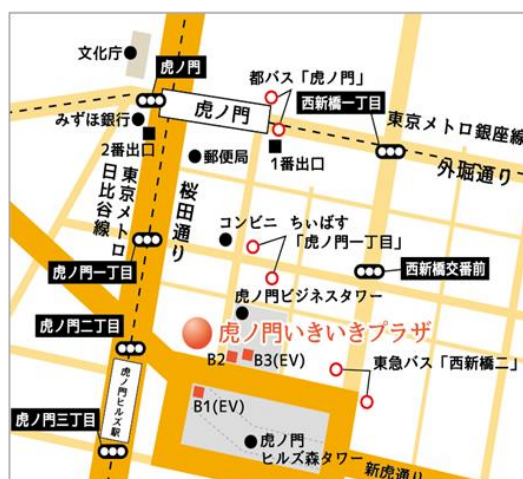 文化庁
虎ノ門
都バス「虎ノ門」
西新橋一丁目
虎ノ門
みずほ銀行
2番出口
郵便局
1番出口
東京メトロ銀座線
外堀通り
東京メトロ
日比谷線
桜田通り
コンビニ
ちぃばす
「虎ノ門一丁目」
虎ノ門一丁目
西新橋交番前
虎ノ門ビジネスタワー
虎ノ門いきいきプラザ
虎ノ門二丁目
B2
B3(EV)
東急バス「西新橋二」
B1(EV)
虎ノ門ヒルズ駅
虎ノ門三丁目
虎ノ門
ヒルズ森タワー
新虎通り